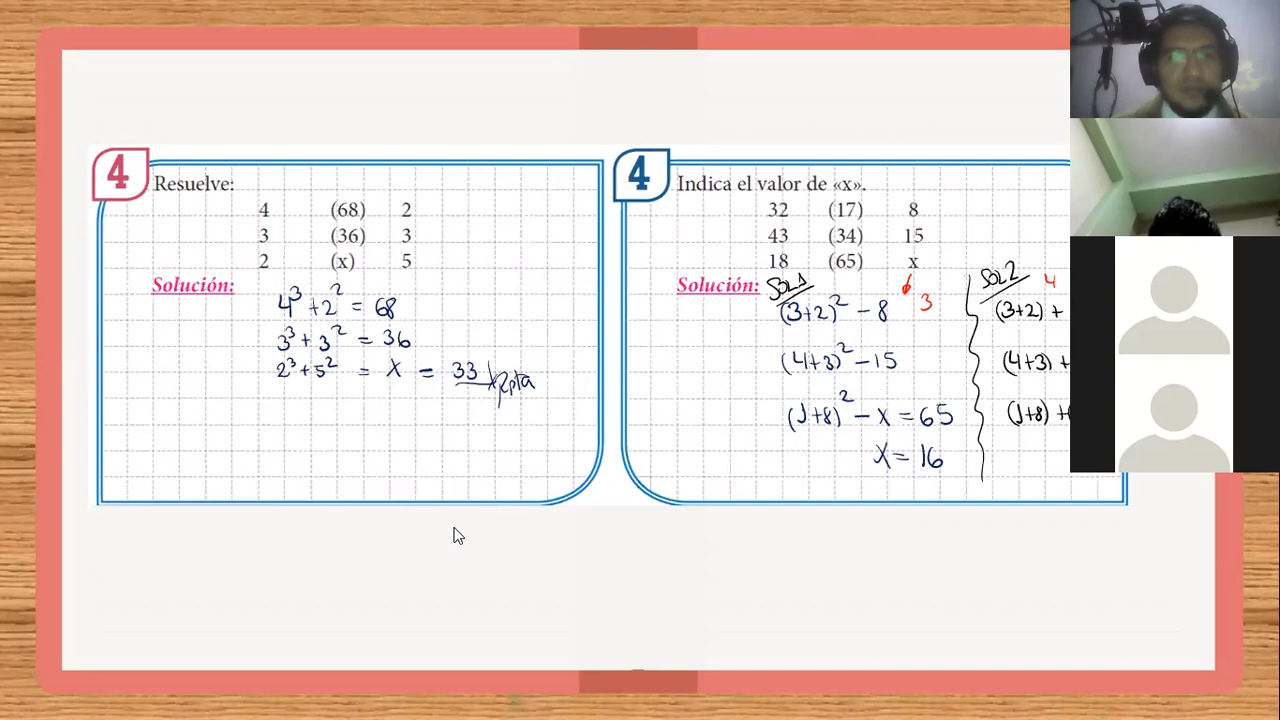 4
Resuelve:
4 (68) 2
3 (36) 3
2 (x) 5
Solución:
4³ + 2² = 68
3³ + 3² = 36
2³ + 5² = x = 33 Rpta
4
Indica el valor de «x».
32 (17) 8
43 (34) 15
18 (65) x
Solución:
Sol 1
(3+2)² - 8
(4+3)² - 15
(1+8)² - x = 65
x = 16
3
Sol 2
4
(3+2) +
(4+3) +
(1+8) +